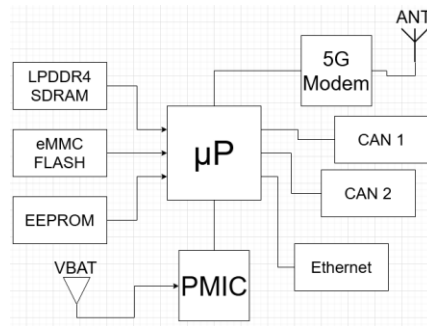 ANT
5G
Modem
LPDDR4
SDRAM
eMMC
FLASH
EEPROM
µP
CAN 1
CAN 2
Ethernet
VBAT
PMIC